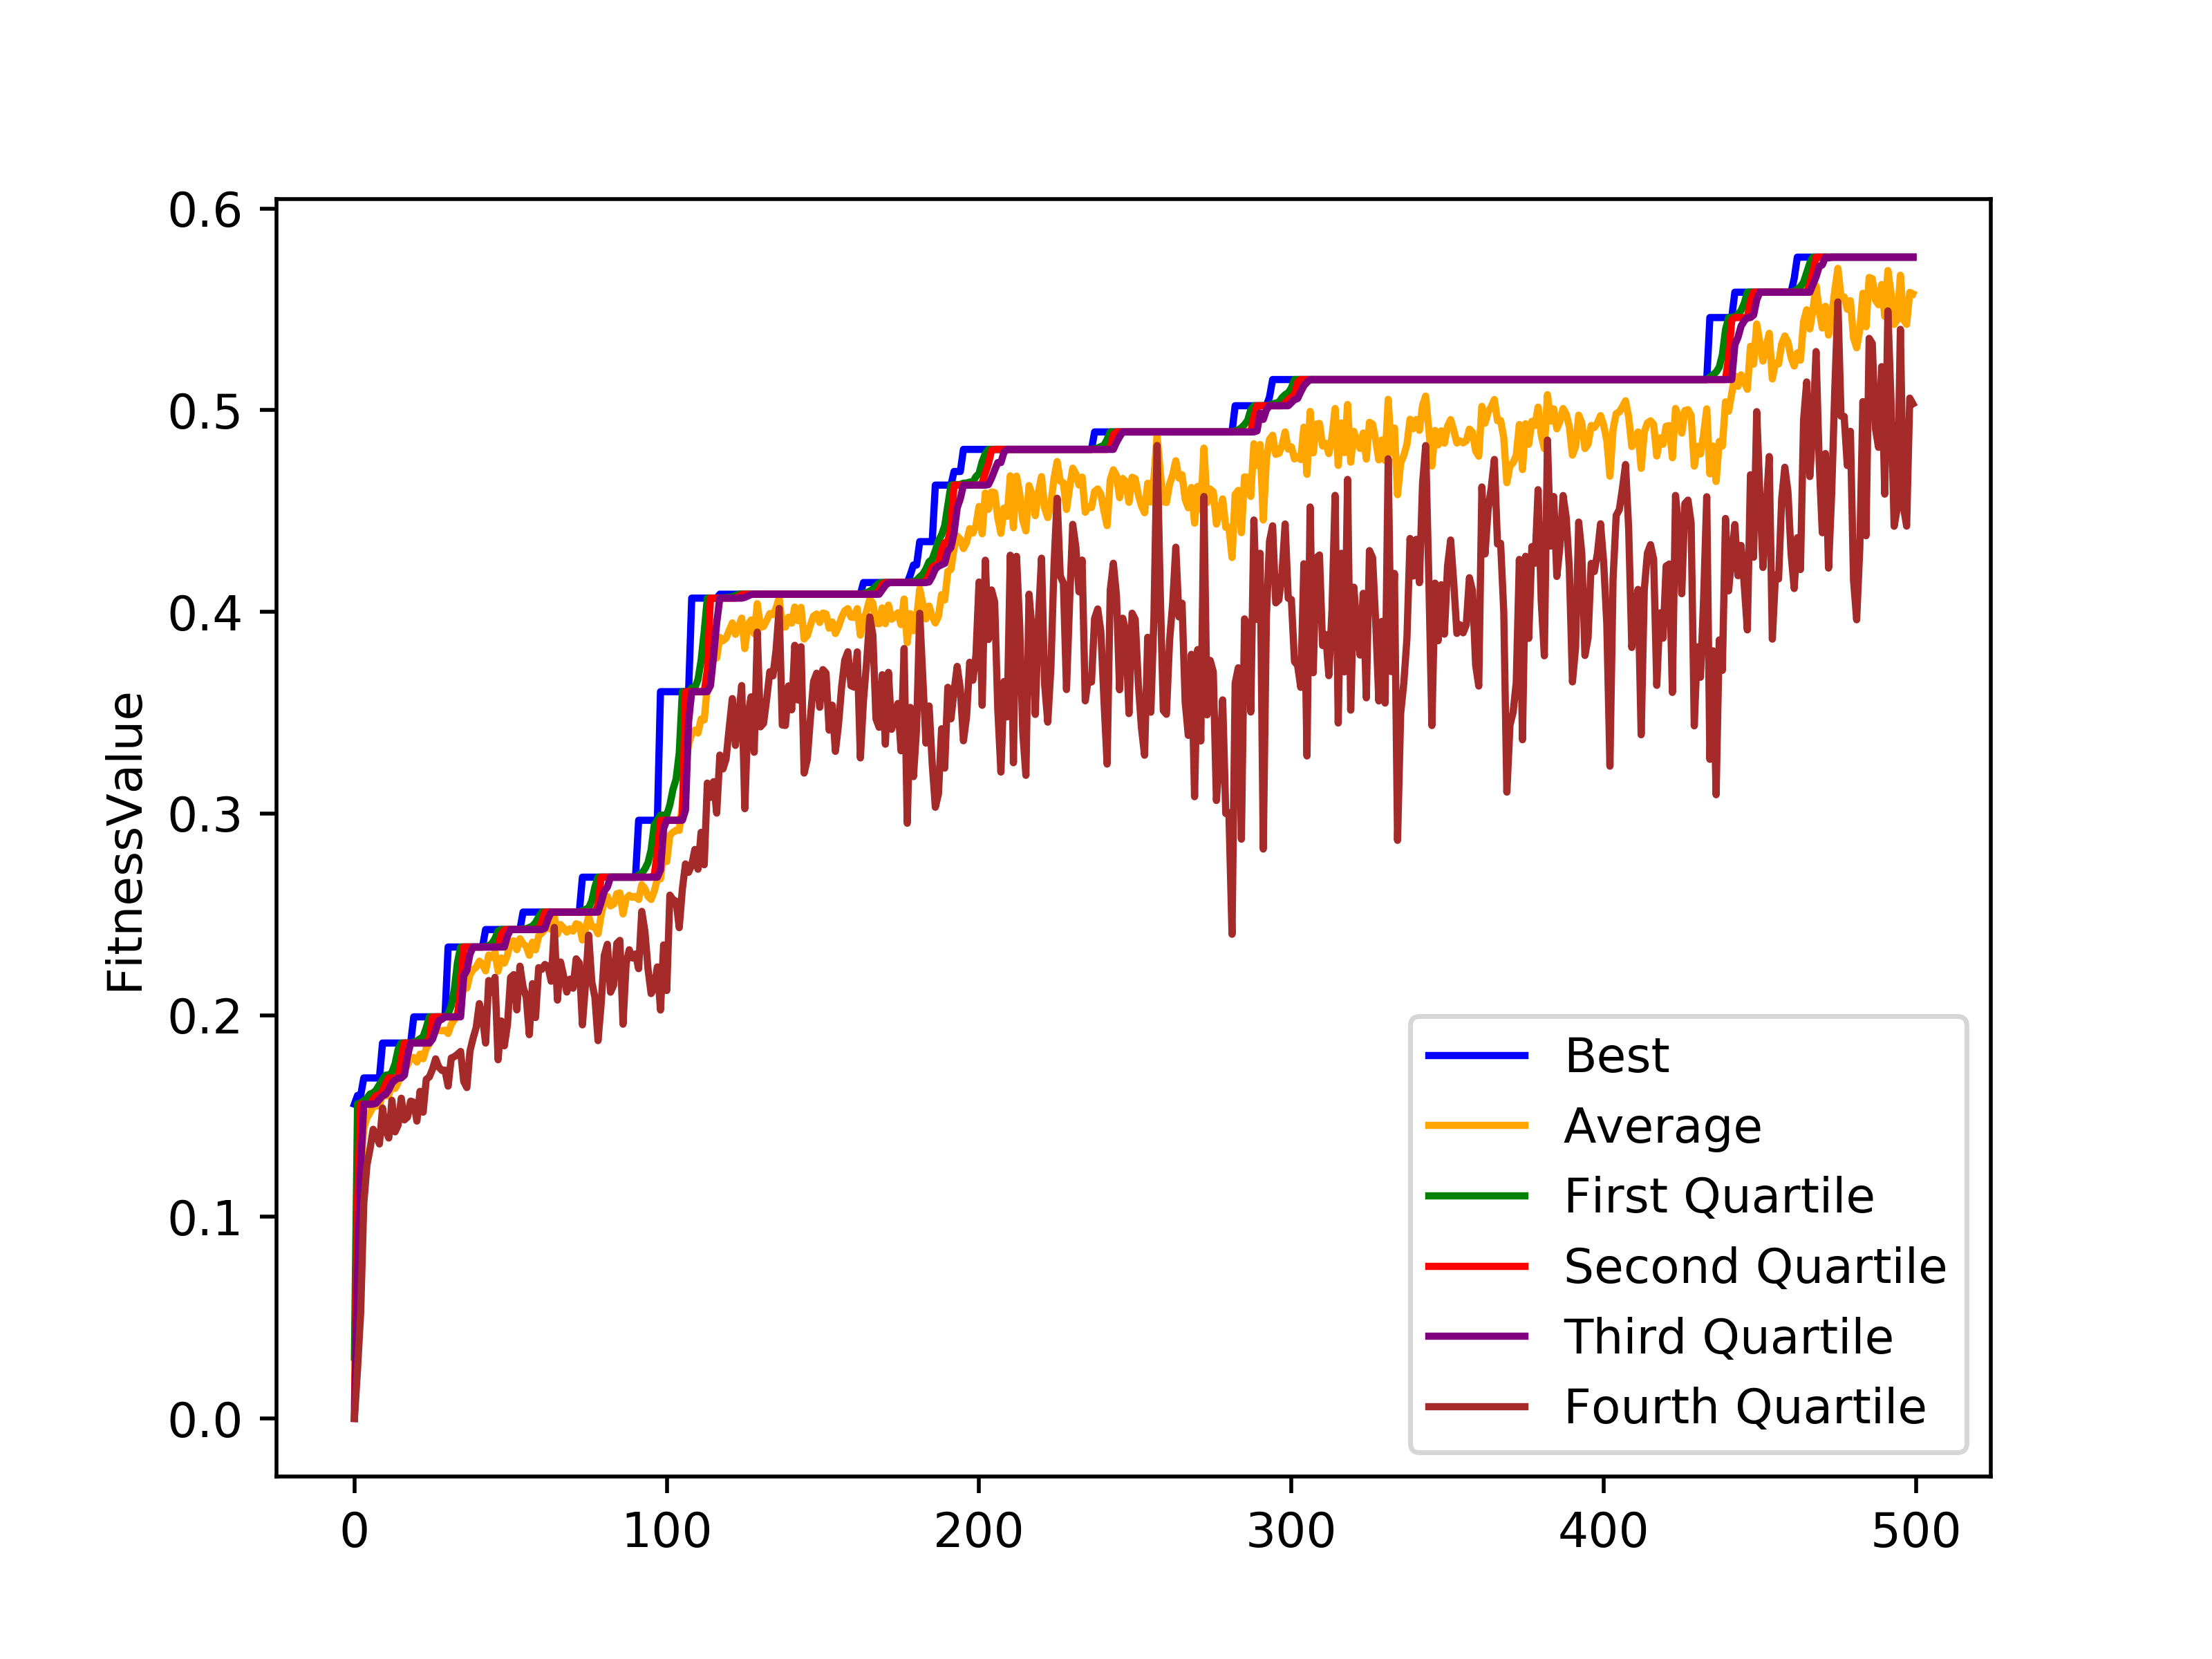 0.6
0.5
0.4
0.3
0.2
0.1
0.0
FitnessValue
0 100 200 300 400 500
Best
Average
First Quartile
Second Quartile
Third Quartile
Fourth Quartile